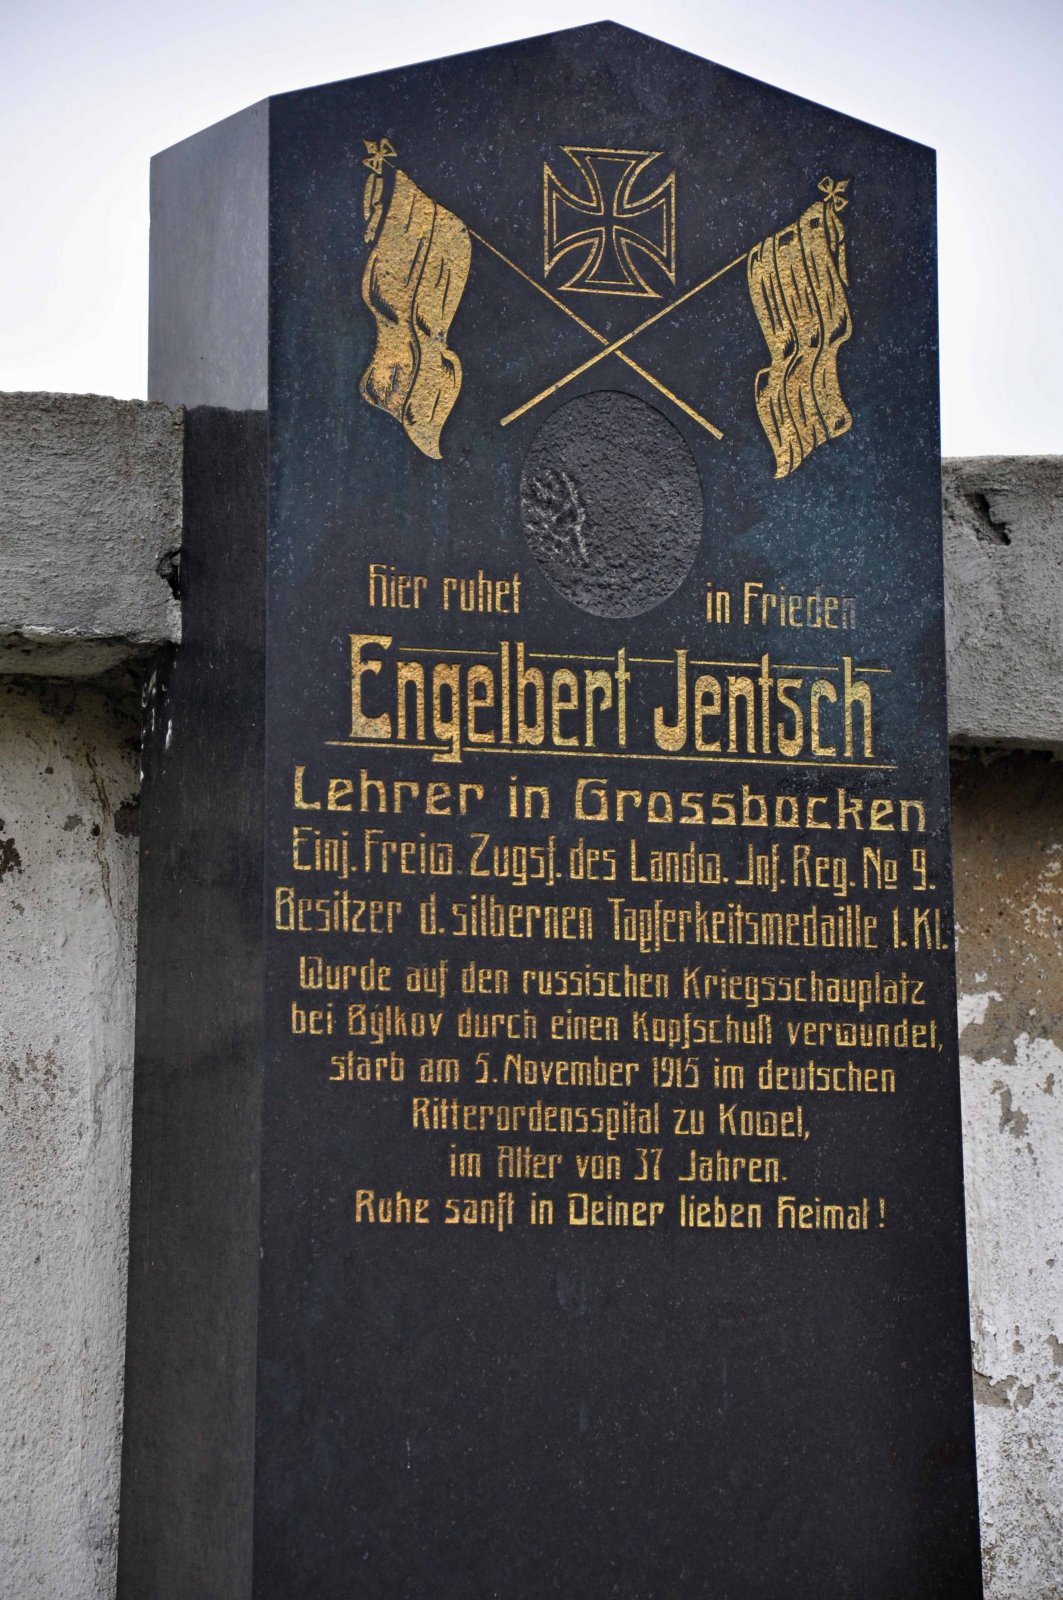 Hier ruhet in Frieden
Engelbert Jentsch
Lehrer in Grossbocken
Einj. Freiw. Zugsf. des Landw. Inf. Reg. No 9.
Besitzer d. silbernen Tapferkeitsmedaille 1. Kl.
Wurde auf den russischen Kriegsschauplatz
bei Býlkov durch einen Kopfschuß verwundet,
starb am 5. November 1915 im deutschen
Ritterordensspital zu Kowel,
im Alter von 37 Jahren.
Ruhe sanft in Deiner lieben Heimat!